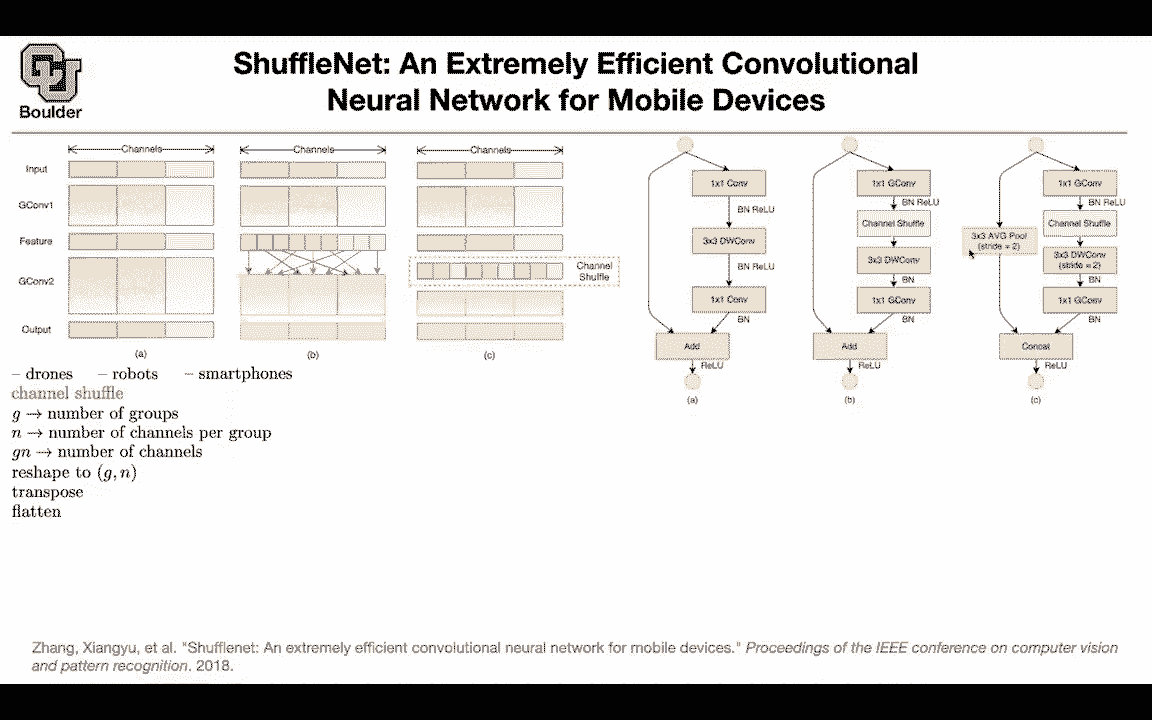 Boulder
ShuffleNet: An Extremely Efficient Convolutional
Neural Network for Mobile Devices
Channels
Channels
Channels
Input
GConv1
Feature
GConv2
Output
Channel
Shuffle
(a)
(b)
(c)
1x1 Conv
BN ReLU
3x3 DWConv
BN ReLU
1x1 Conv
BN
Add
ReLU
(a)
1x1 GConv
BN ReLU
Channel Shuffle
3x3 DWConv
BN
1x1 GConv
BN
Add
ReLU
(b)
3x3 AVG Pool
(stride = 2)
1x1 GConv
BN ReLU
Channel Shuffle
3x3 DWConv
(stride = 2)
BN
1x1 GConv
BN
Concat
ReLU
(c)
– drones – robots – smartphones
channel shuffle
g → number of groups
n → number of channels per group
gn → number of channels
reshape to (g, n)
transpose
flatten
Zhang, Xiangyu, et al. "Shufflenet: An extremely efficient convolutional neural network for mobile devices." Proceedings of the IEEE conference on computer vision
and pattern recognition. 2018.